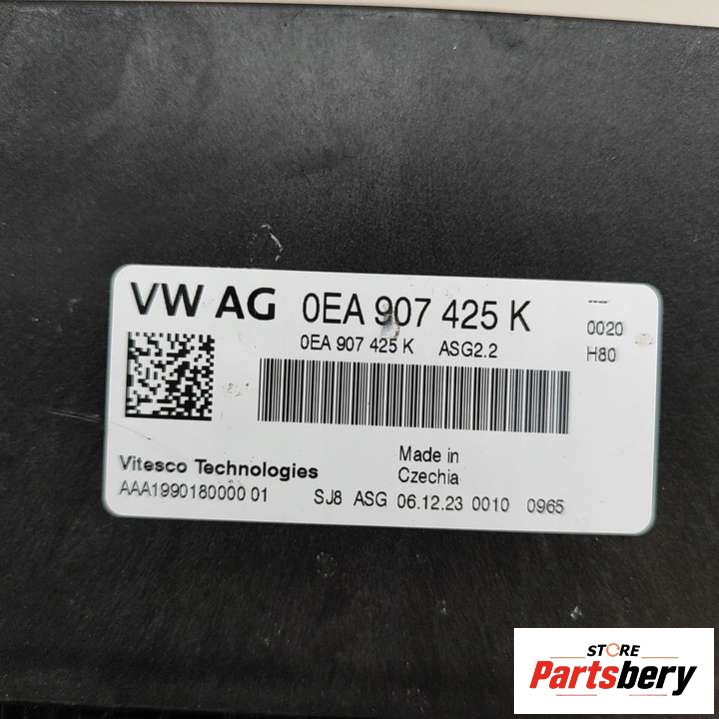 VW AG 0EA 907 425 K
0020
0EA 907 425 K ASG2.2
H80
Made in
Czechia
Vitesco Technologies
AAA1990180000 01 SJ8 ASG 06.12.23 0010 0965
STORE
Partsbery